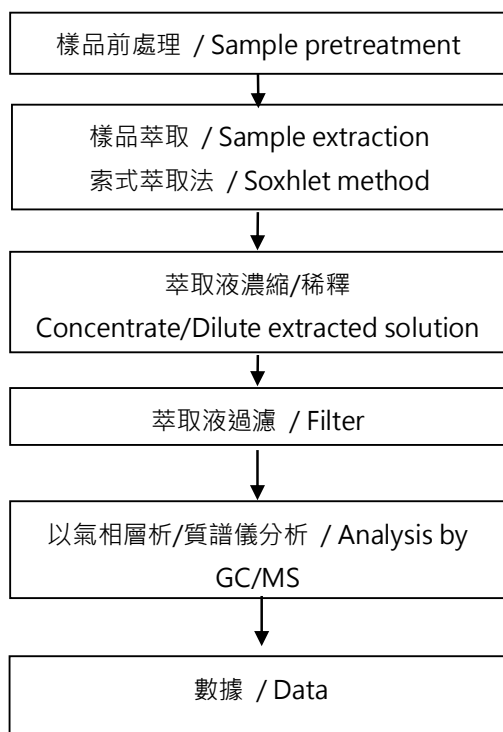 樣品前處理 / Sample pretreatment
樣品萃取 / Sample extraction
索式萃取法 / Soxhlet method
萃取液濃縮/稀釋
Concentrate/Dilute extracted solution
萃取液過濾 / Filter
以氣相層析/質譜儀分析 / Analysis by
GC/MS
數據 / Data